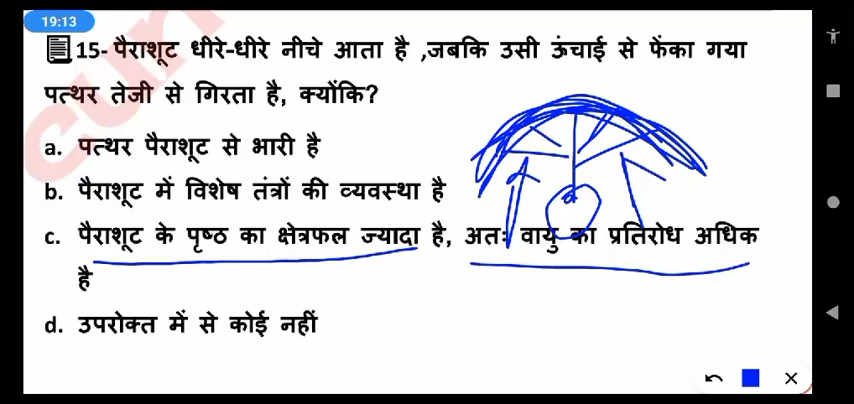 19:13
15- पैराशूट धीरे-धीरे नीचे आता है ,जबकि उसी ऊंचाई से फेंका गया
पत्थर तेजी से गिरता है, क्योंकि?
a. पत्थर पैराशूट से भारी है
b. पैराशूट में विशेष तंत्रों की व्यवस्था है
c. पैराशूट के पृष्ठ का क्षेत्रफल ज्यादा है, अतः वायु का प्रतिरोध अधिक
है
d. उपरोक्त में से कोई नहीं